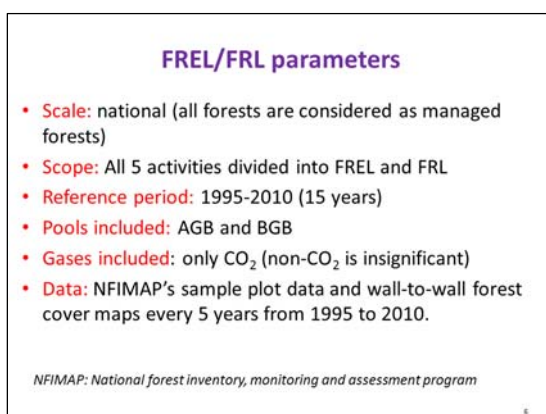 FREL/FRL parameters
• Scale: national (all forests are considered as managed
forests)
• Scope: All 5 activities divided into FREL and FRL
• Reference period: 1995-2010 (15 years)
• Pools included: AGB and BGB
• Gases included: only CO₂ (non-CO₂ is insignificant)
• Data: NFIMAP's sample plot data and wall-to-wall forest
cover maps every 5 years from 1995 to 2010.
NFIMAP: National forest inventory, monitoring and assessment program